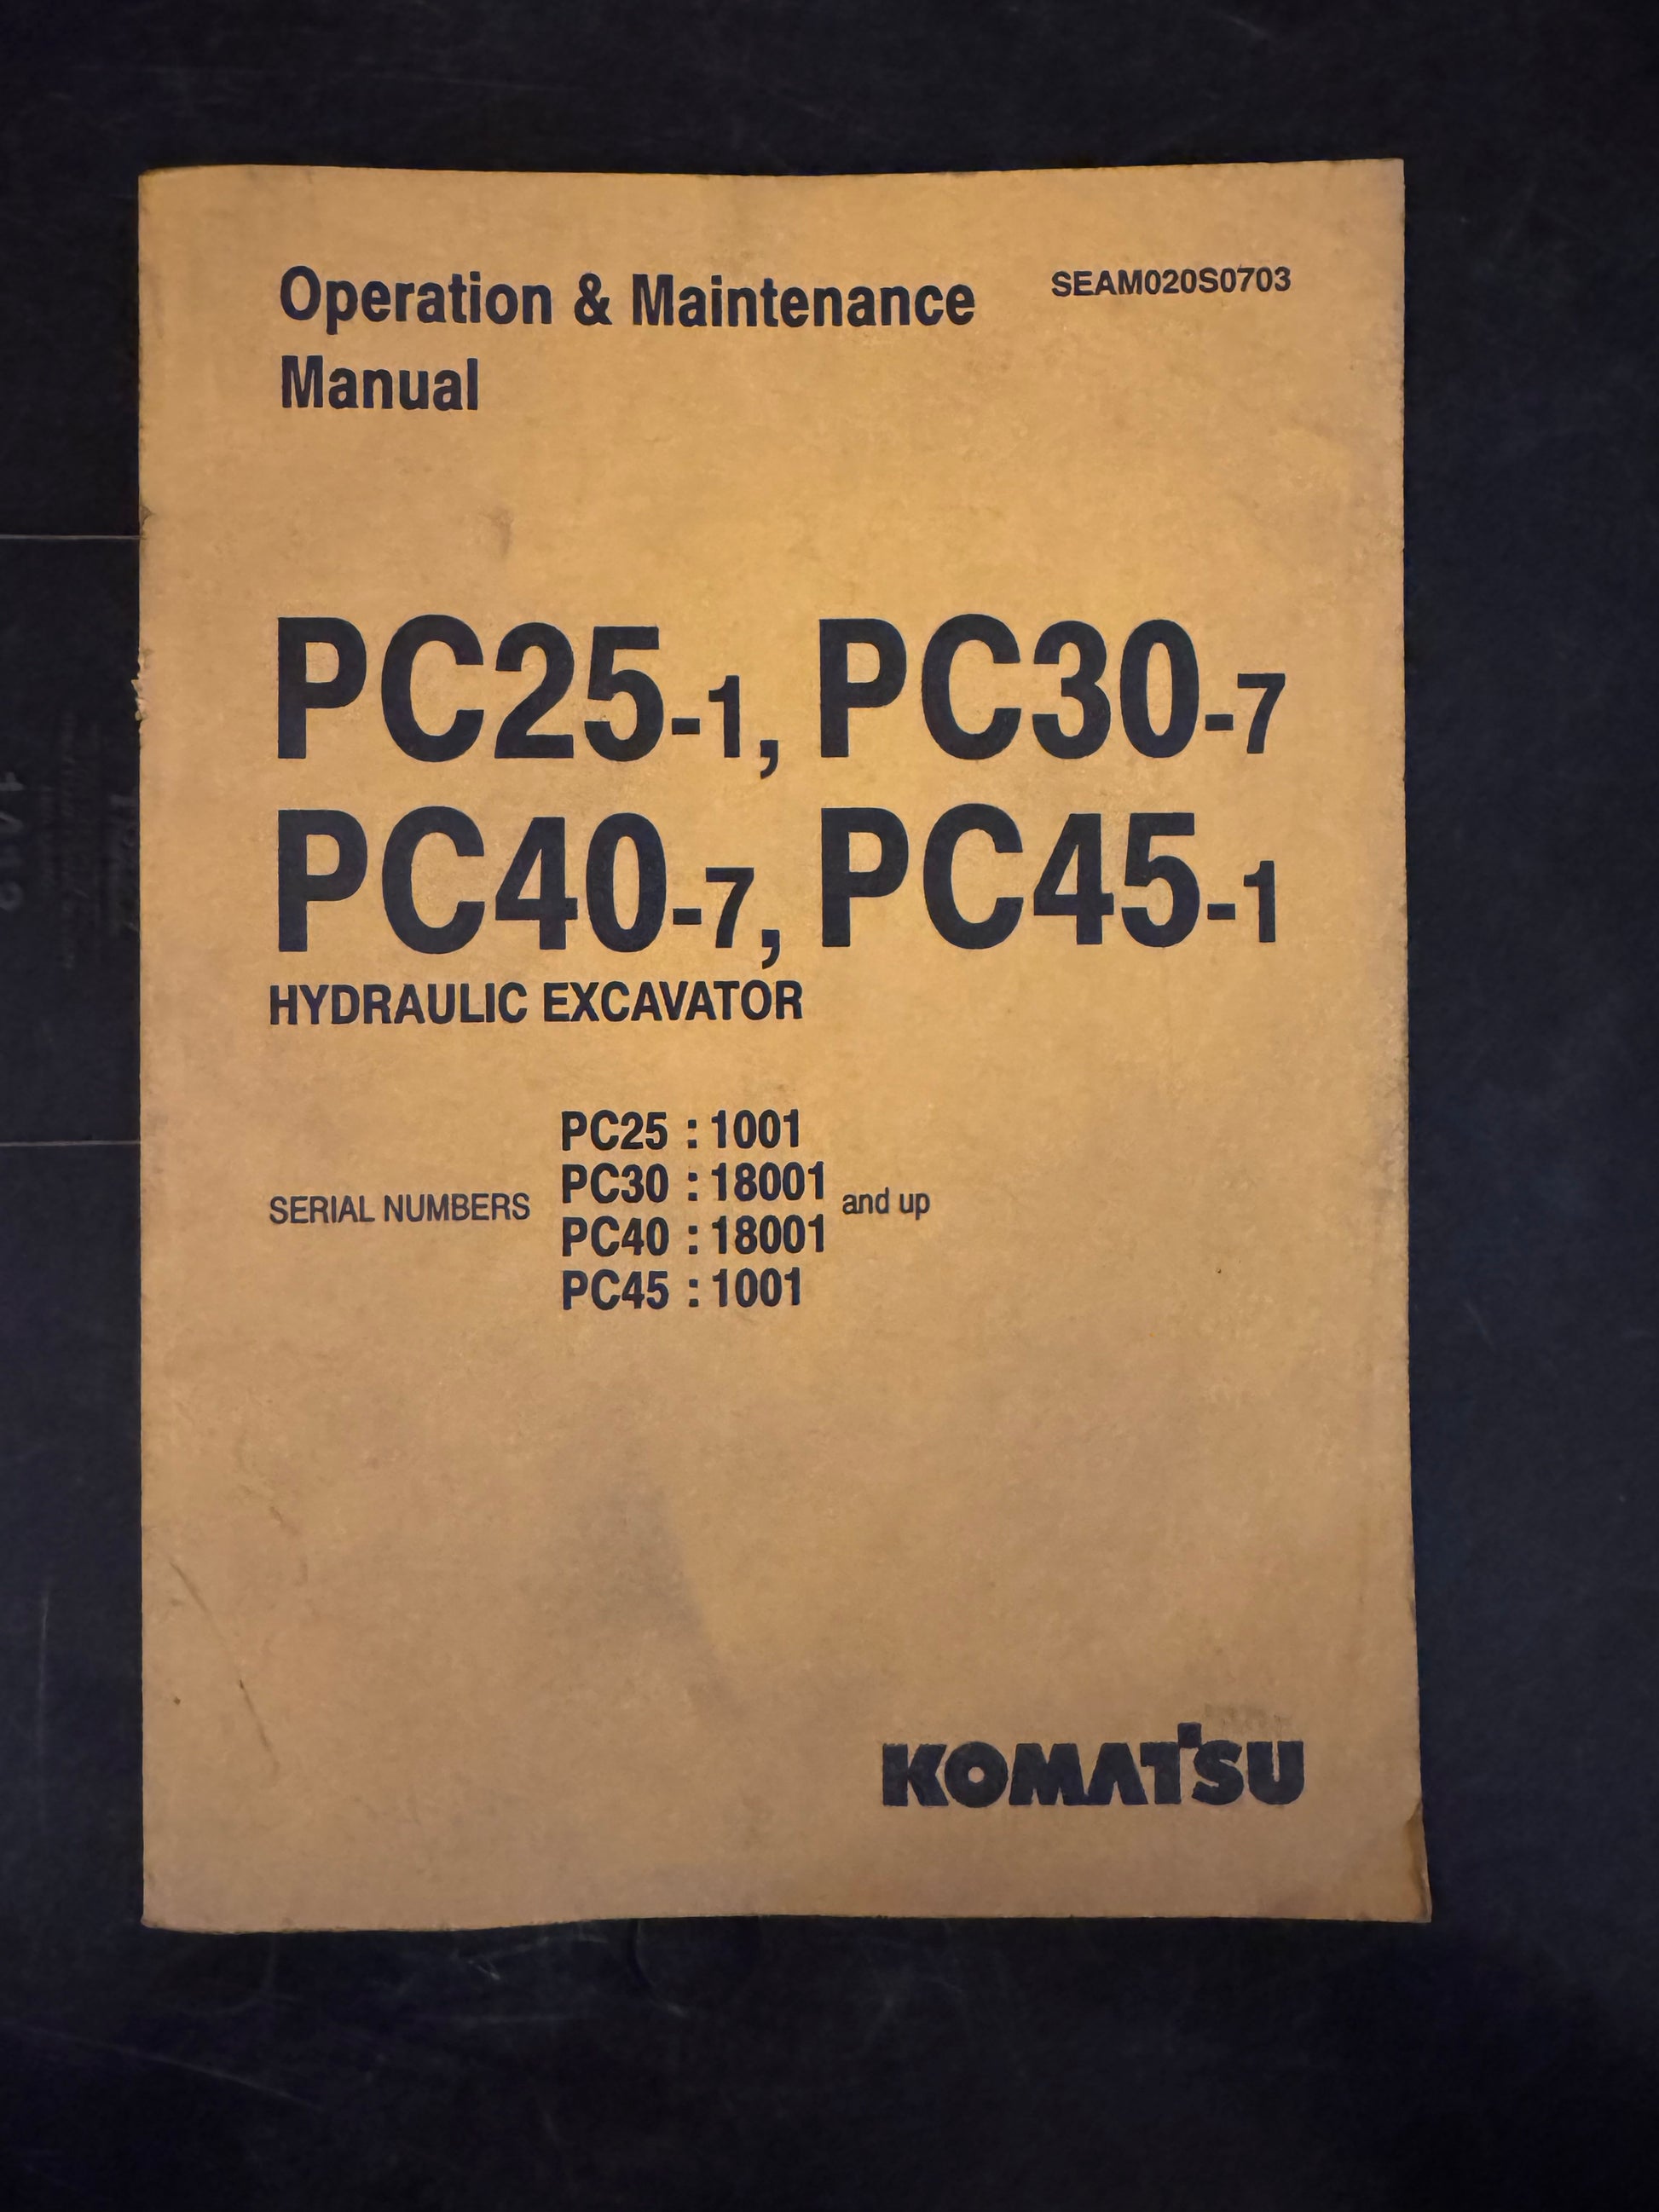 Operation & Maintenance
Manual
SEAM020S0703
PC25-1, PC30-7
PC40-7, PC45-1
HYDRAULIC EXCAVATOR
SERIAL NUMBERS
PC25 : 1001
PC30 : 18001
PC40 : 18001
PC45 : 1001
and up
KOMATSU